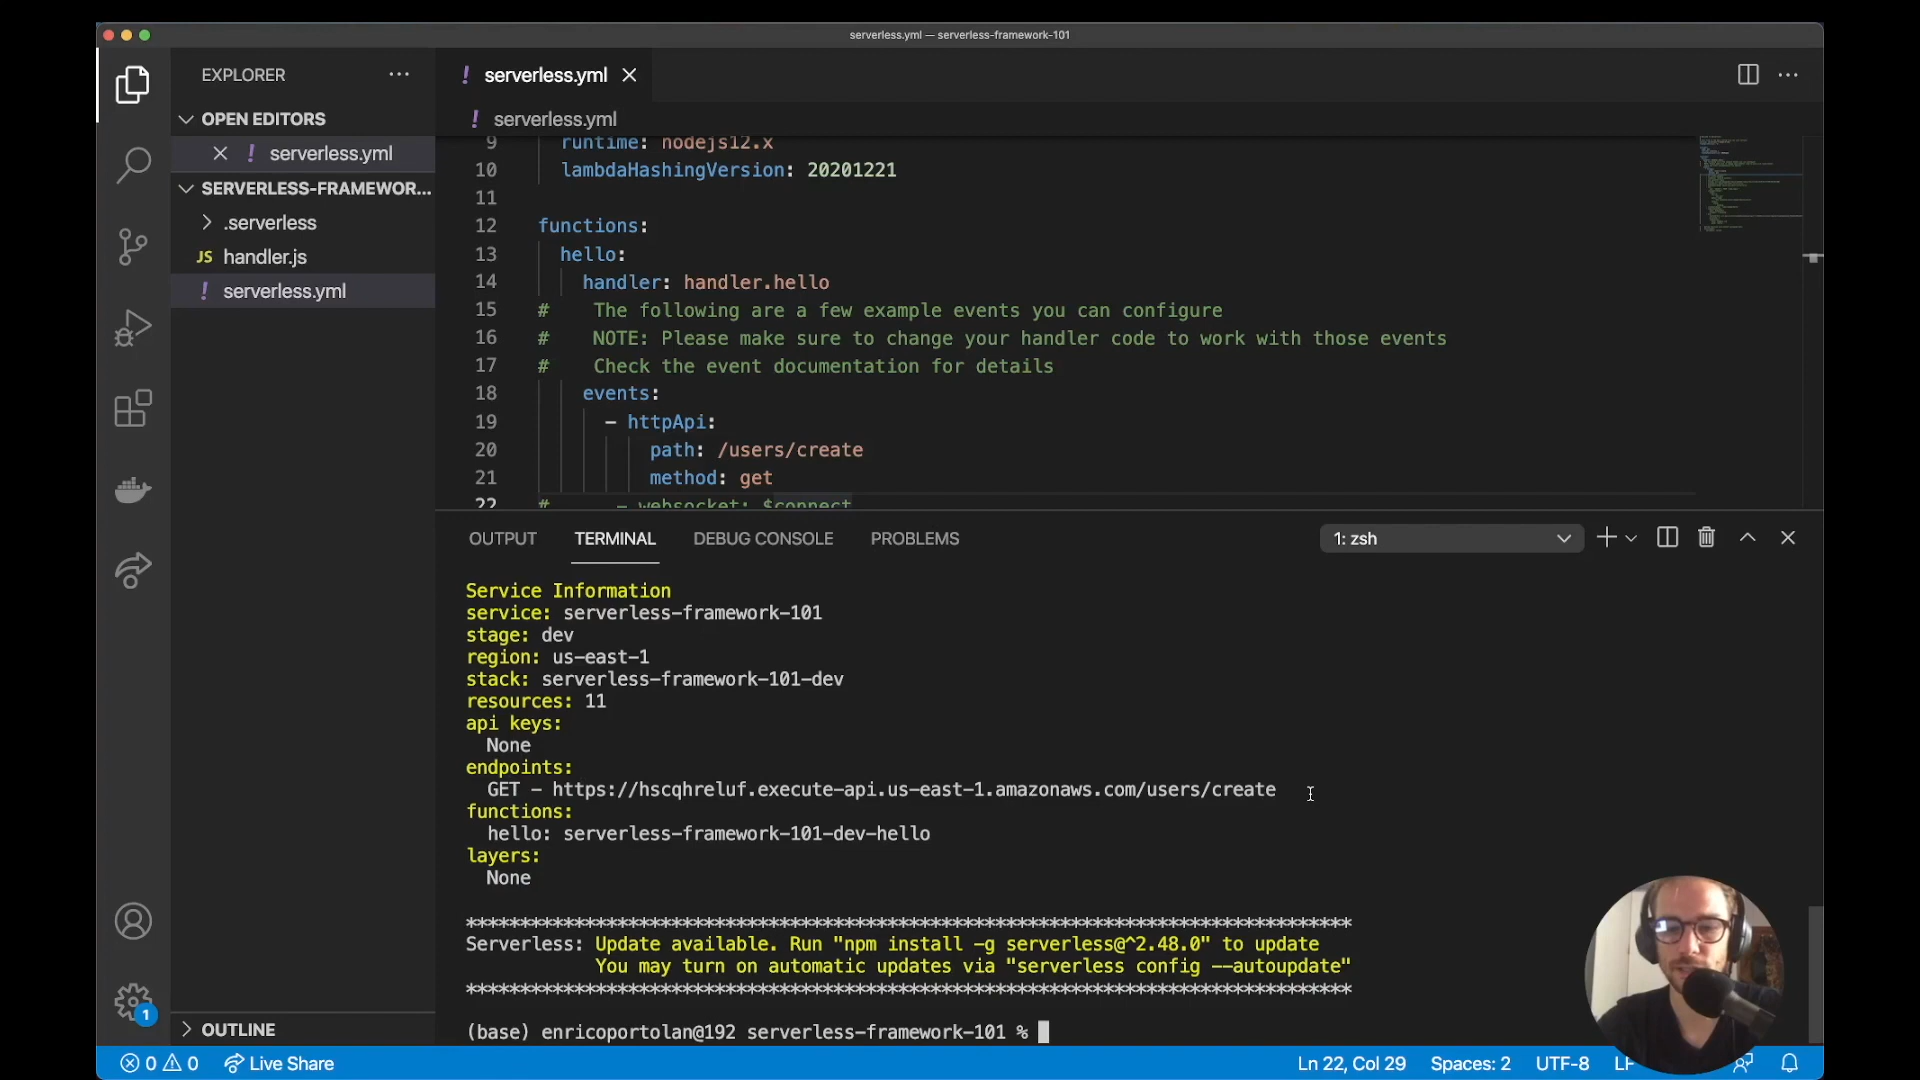 serverless.yml — serverless-framework-101
EXPLORER
OPEN EDITORS
serverless.yml
SERVERLESS-FRAMEWOR...
.serverless
JS handler.js
! serverless.yml
! serverless.yml
! serverless.yml
9 runtime: nodejs12.x
10 lambdaHashingVersion: 20201221
11
12 functions:
13 hello:
14 handler: handler.hello
15 # The following are a few example events you can configure
16 # NOTE: Please make sure to change your handler code to work with those events
17 # Check the event documentation for details
18 events:
19 - httpApi:
20 path: /users/create
21 method: get
22 # - websocket: $connect
OUTPUT TERMINAL DEBUG CONSOLE PROBLEMS 1: zsh
Service Information
service: serverless-framework-101
stage: dev
region: us-east-1
stack: serverless-framework-101-dev
resources: 11
api keys:
None
endpoints:
GET - https://hscqhreluf.execute-api.us-east-1.amazonaws.com/users/create
functions:
hello: serverless-framework-101-dev-hello
layers:
None
**********************************************************************************
Serverless: Update available. Run "npm install -g serverless@^2.48.0" to update
You may turn on automatic updates via "serverless config --autoupdate"
**********************************************************************************
(base) enricoportolan@192 serverless-framework-101 %
1
OUTLINE
0 0 Live Share Ln 22, Col 29 Spaces: 2 UTF-8